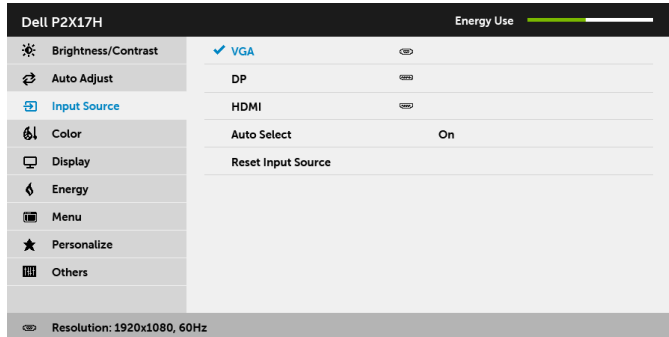 Dell P2X17H
Energy Use
Brightness/Contrast
Auto Adjust
Input Source
Color
Display
Energy
Menu
Personalize
Others
VGA
DP
HDMI
Auto Select On
Reset Input Source
Resolution: 1920x1080, 60Hz